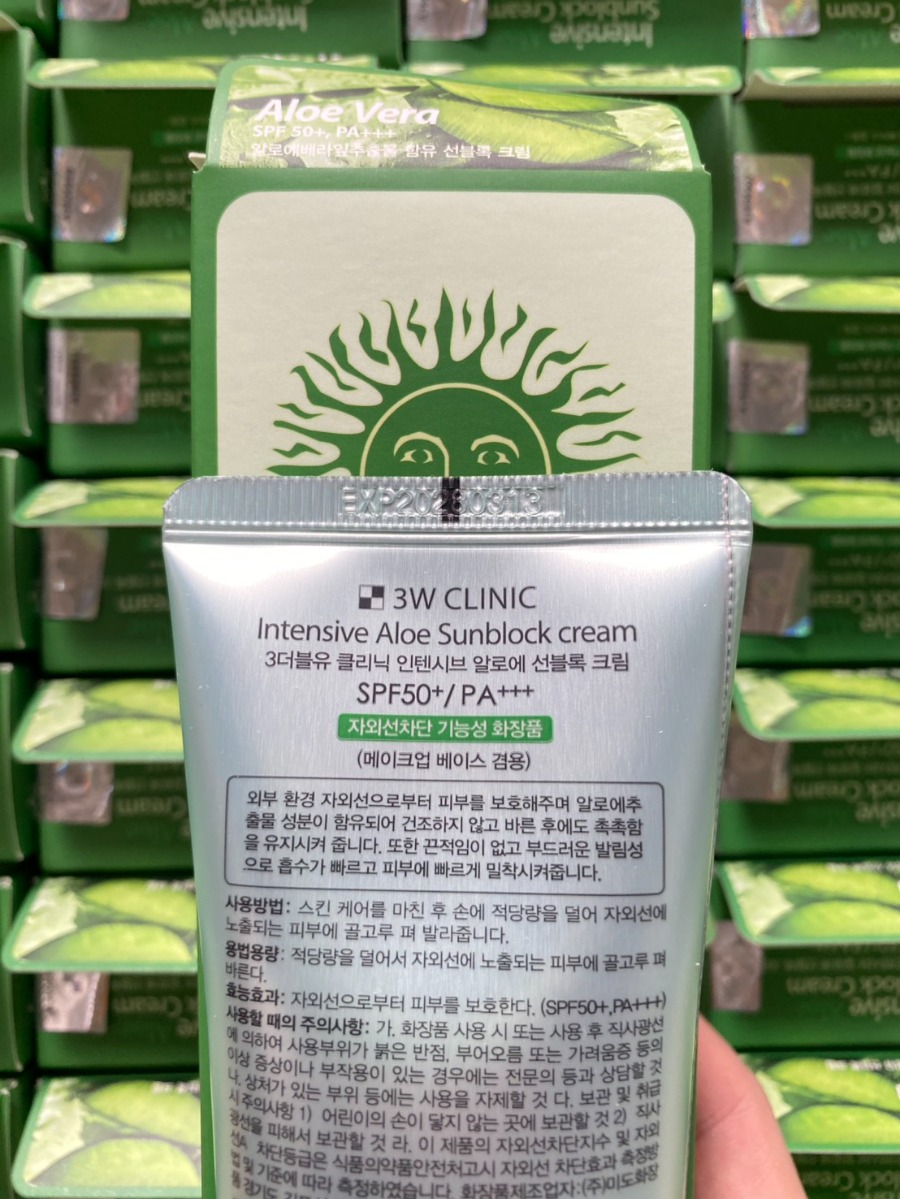 Aloe Vera
SPF 50+, PA+++
알로에베라잎추출물 함유 선블록 크림
EXP20260313
3W CLINIC
Intensive Aloe Sunblock cream
3더블유 클리닉 인텐시브 알로에 선블록 크림
SPF50+/ PA+++
자외선차단 기능성 화장품
(메이크업 베이스 겸용)
외부 환경 자외선으로부터 피부를 보호해주며 알로에추
출물 성분이 함유되어 건조하지 않고 바른 후에도 촉촉함
을 유지시켜 줍니다. 또한 끈적임이 없고 부드러운 발림성
으로 흡수가 빠르고 피부에 빠르게 밀착시켜줍니다.
사용방법: 스킨 케어를 마친 후 손에 적당량을 덜어 자외선에
노출되는 피부에 골고루 펴 발라줍니다.
용법용량: 적당량을 덜어서 자외선에 노출되는 피부에 골고루 펴
바른다.
효능효과: 자외선으로부터 피부를 보호한다. (SPF50+,PA+++)
사용할 때의 주의사항: 가. 화장품 사용 시 또는 사용 후 직사광선
에 의하여 사용부위가 붉은 반점, 부어오름 또는 가려움증 등의
이상 증상이나 부작용이 있는 경우에는 전문의 등과 상담할 것
나. 상처가 있는 부위 등에는 사용을 자제할 것 다. 보관 및 취급
시 주의사항 1) 어린이의 손이 닿지 않는 곳에 보관할 것 2) 직사
광선을 피해서 보관할 것 라. 이 제품의 자외선차단지수 및 자외
선A 차단등급은 식품의약품안전처고시 자외선 차단효과 측정방
법 및 기준에 따라 측정하였습니다. 화장품제조업자:(주)미도화장
품 경기도
Intensive
Sunblock Cream